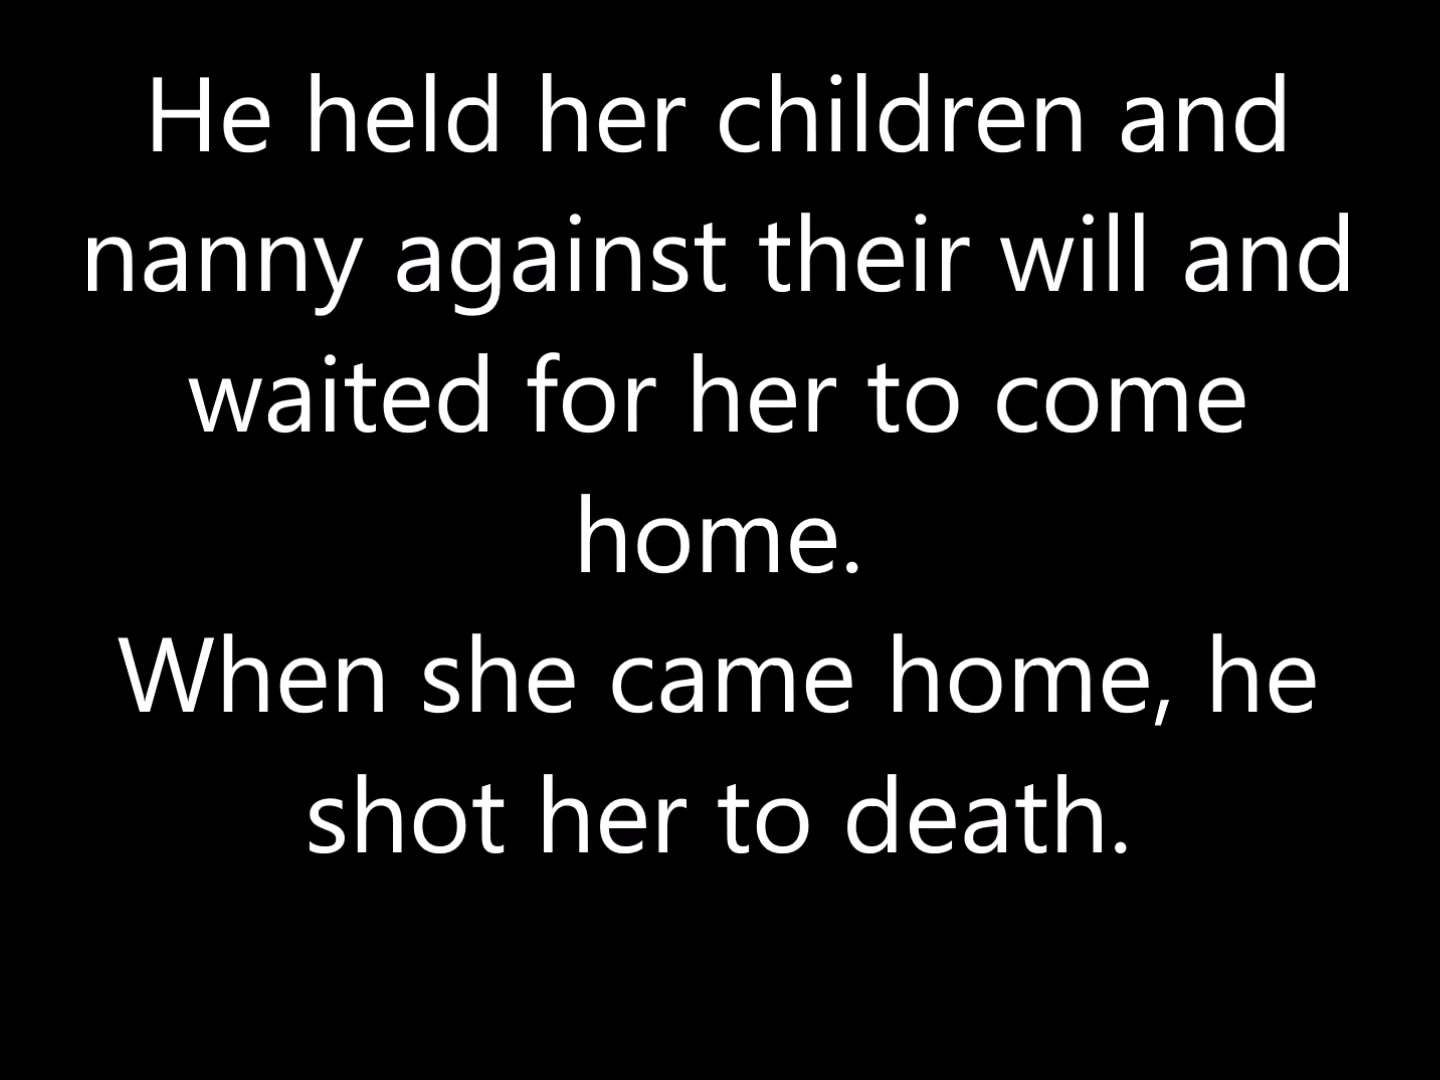 He held her children and
nanny against their will and
waited for her to come
home.
When she came home, he
shot her to death.